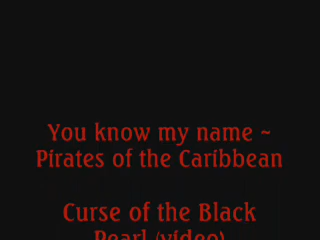 You know my name ~
Pirates of the Caribbean
Curse of the Black
Pearl (video)